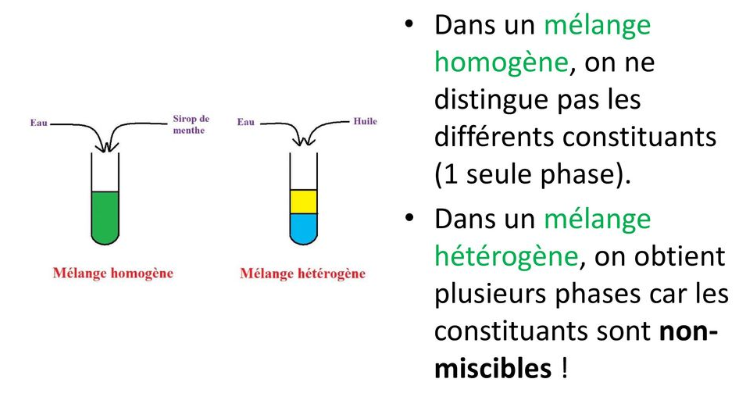 Eau
Sirop de
menthe
Mélange homogène
Eau
Huile
Mélange hétérogène
• Dans un mélange
homogène, on ne
distingue pas les
différents constituants
(1 seule phase).
• Dans un mélange
hétérogène, on obtient
plusieurs phases car les
constituants sont non-
miscibles !